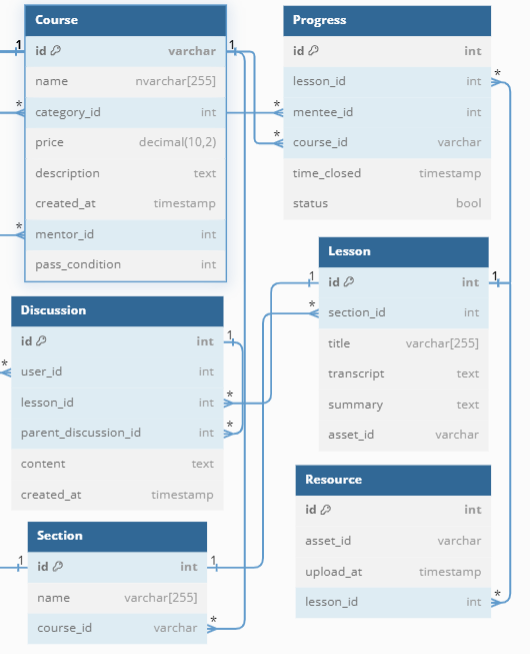 Course
id varchar
name nvarchar[255]
category_id int
price decimal(10,2)
description text
created_at timestamp
mentor_id int
pass_condition int
1
*
*
1
Progress
id int
lesson_id int
mentee_id int
course_id varchar
time_closed timestamp
status bool
*
*
*
Lesson
id int
section_id int
title varchar[255]
transcript text
summary text
asset_id varchar
1
*
1
Discussion
id int
user_id int
lesson_id int
parent_discussion_id int
content text
created_at timestamp
1
*
*
*
Resource
id int
asset_id varchar
upload_at timestamp
lesson_id int
*
Section
id int
name varchar[255]
course_id varchar
1
1
*